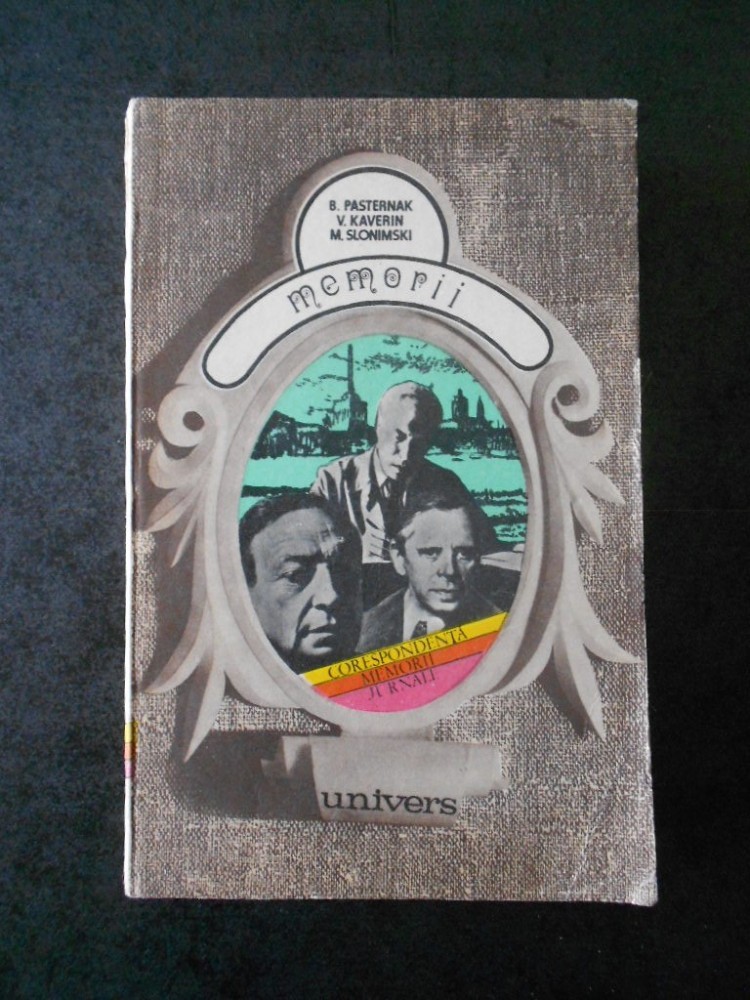 B. PASTERNAK
V. KAVERIN
M. SLONIMSKI
memorii
CORESPONDENȚĂ
MEMORII
JURNALE
univers